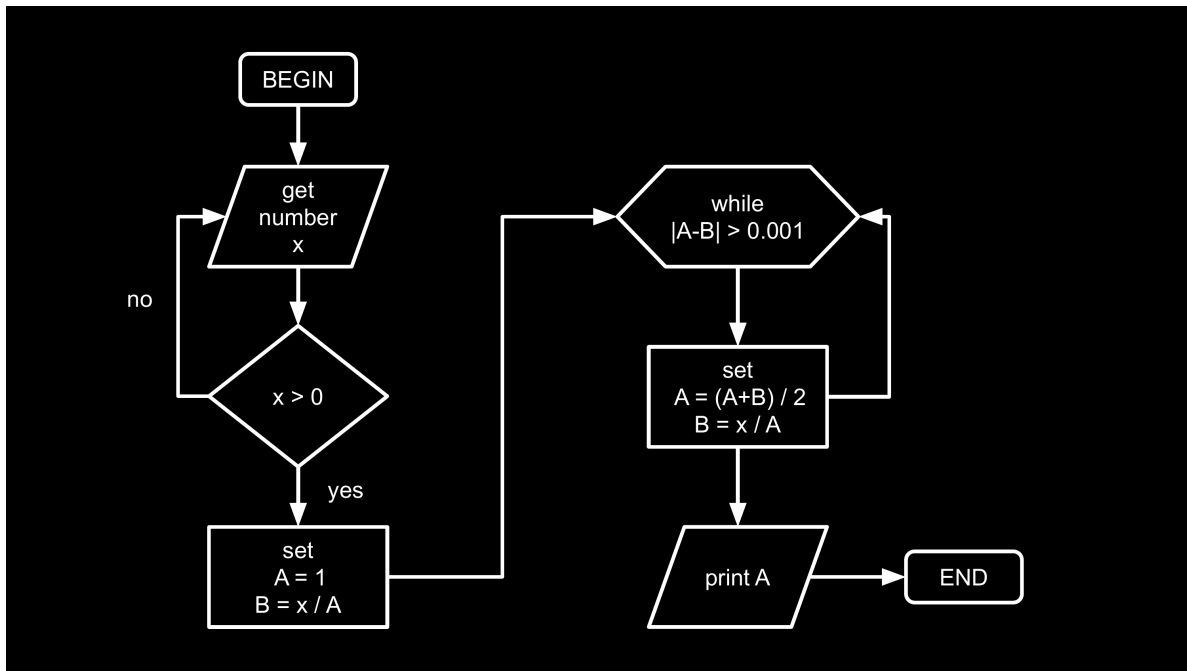 BEGIN
get
number
x
no
x > 0
yes
set
A = 1
B = x / A
while
|A-B| > 0.001
set
A = (A+B) / 2
B = x / A
print A
END